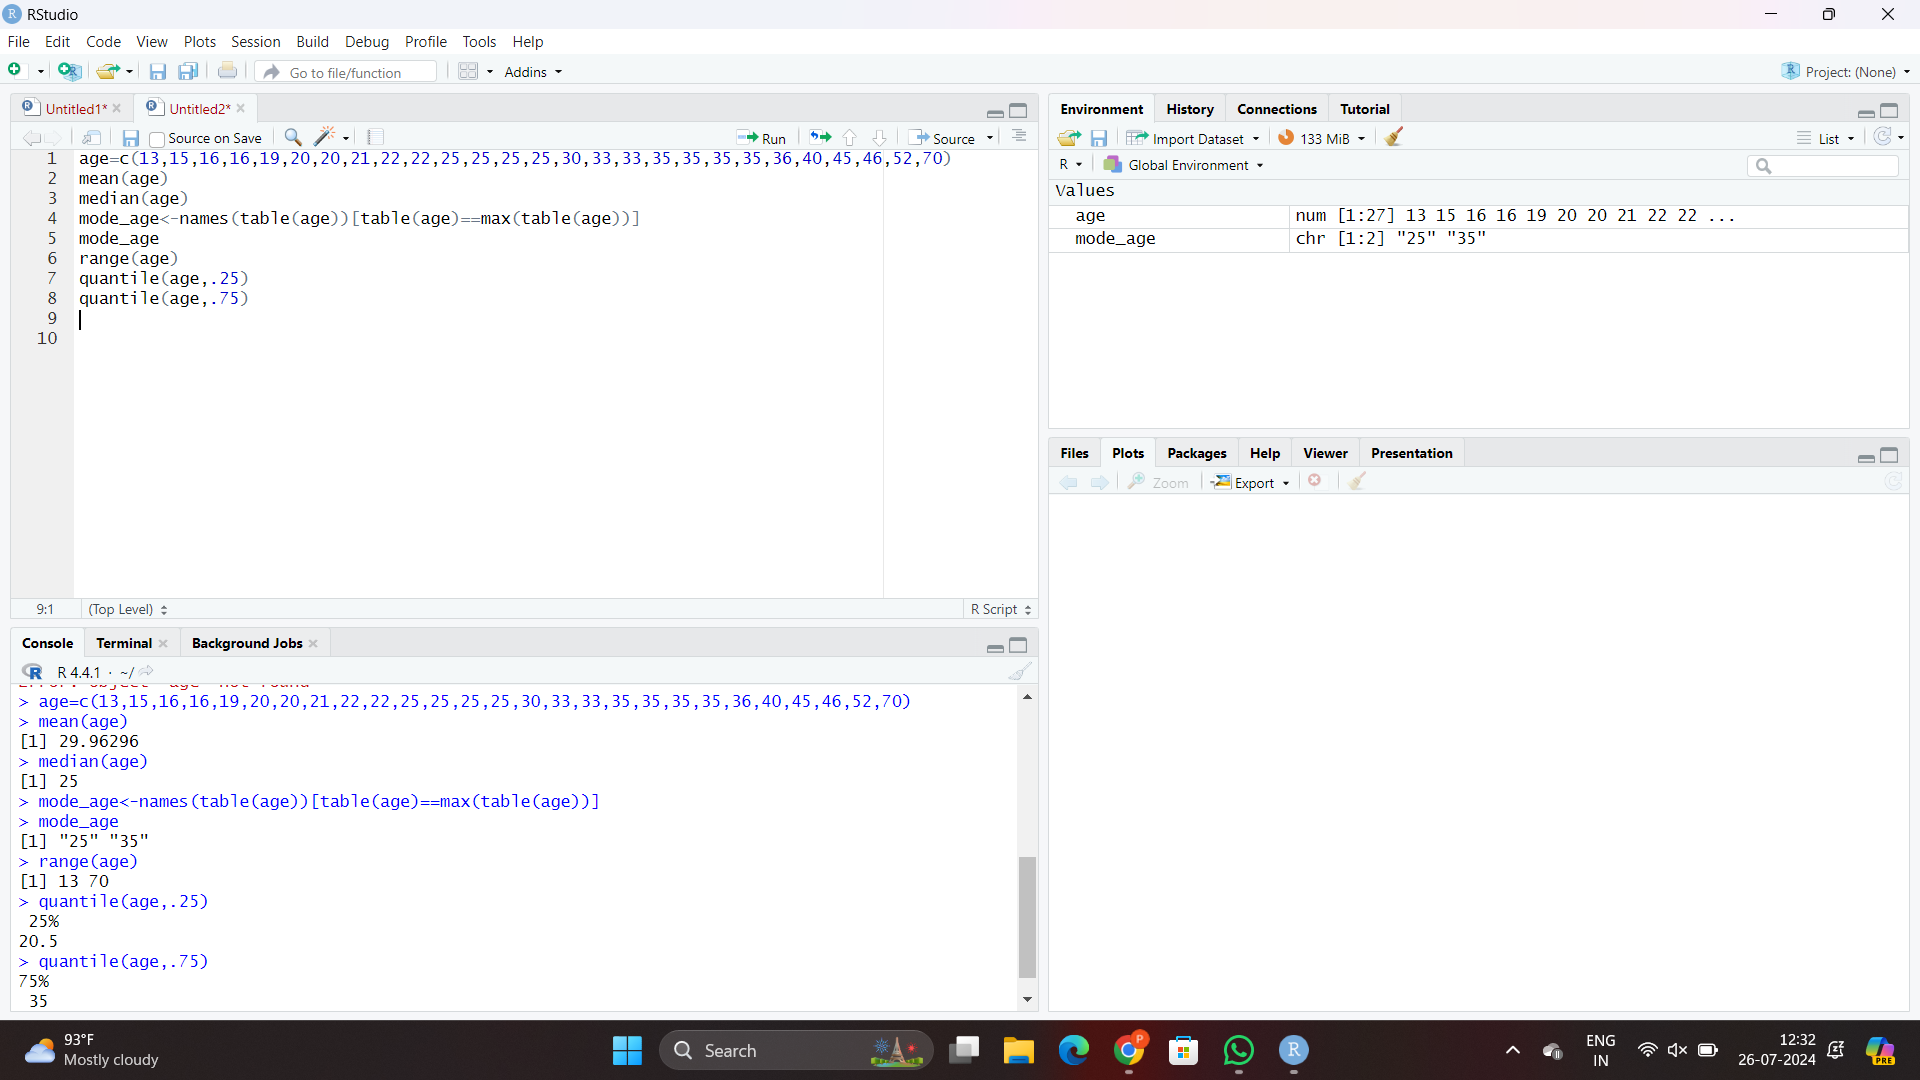 RStudio
File Edit Code View Plots Session Build Debug Profile Tools Help
Go to file/function Addins Project: (None)
Untitled1* Untitled2*
Source on Save Run Source
1 age=c(13,15,16,16,19,20,20,21,22,22,25,25,25,25,30,33,33,35,35,35,35,36,40,45,46,52,70)
2 mean(age)
3 median(age)
4 mode_age<-names(table(age))[table(age)==max(table(age))]
5 mode_age
6 range(age)
7 quantile(age,.25)
8 quantile(age,.75)
9
10
9:1 (Top Level) R Script
Console Terminal Background Jobs
R 4.4.1 · ~/
> age=c(13,15,16,16,19,20,20,21,22,22,25,25,25,25,30,33,33,35,35,35,35,36,40,45,46,52,70)
> mean(age)
[1] 29.96296
> median(age)
[1] 25
> mode_age<-names(table(age))[table(age)==max(table(age))]
> mode_age
[1] "25" "35"
> range(age)
[1] 13 70
> quantile(age,.25)
25%
20.5
> quantile(age,.75)
75%
35
Environment History Connections Tutorial
Import Dataset 133 MiB List
R Global Environment
Values
age num [1:27] 13 15 16 16 19 20 20 21 22 22 ...
mode_age chr [1:2] "25" "35"
Files Plots Packages Help Viewer Presentation
Zoom Export
93°F
Mostly cloudy
Search
ENG
IN
12:32
26-07-2024
PRE